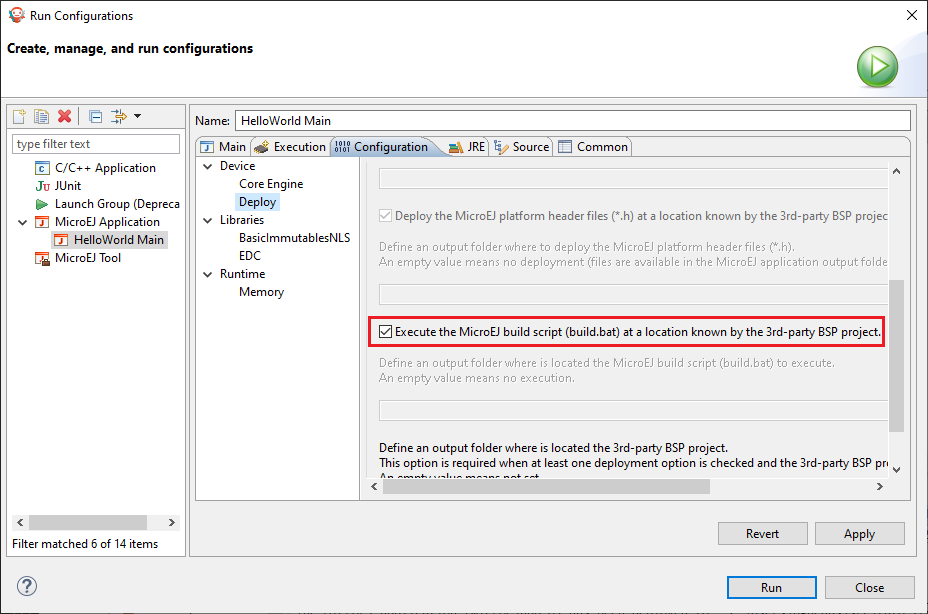 Run Configurations
Create, manage, and run configurations
type filter text
C/C++ Application
JUnit
Launch Group (Depreca
MicroEJ Application
HelloWorld Main
MicroEJ Tool
Filter matched 6 of 14 items
Name: HelloWorld Main
Main Execution Configuration JRE Source Common
Device
Core Engine
Deploy
Libraries
BasicImmutablesNLS
EDC
Runtime
Memory
Deploy the MicroEJ platform header files (*.h) at a location known by the 3rd-party BSP projec
Define an output folder where to deploy the MicroEJ platform header files (*.h).
An empty value means no deployment (files are available in the MicroEJ application output folde
Execute the MicroEJ build script (build.bat) at a location known by the 3rd-party BSP project.
Define an output folder where is located the MicroEJ build script (build.bat) to execute.
An empty value means no execution.
Define an output folder where is located the 3rd-party BSP project.
This option is required when at least one deployment option is checked and the 3rd-party BSP pr
An empty value means not set
Revert Apply
Run Close